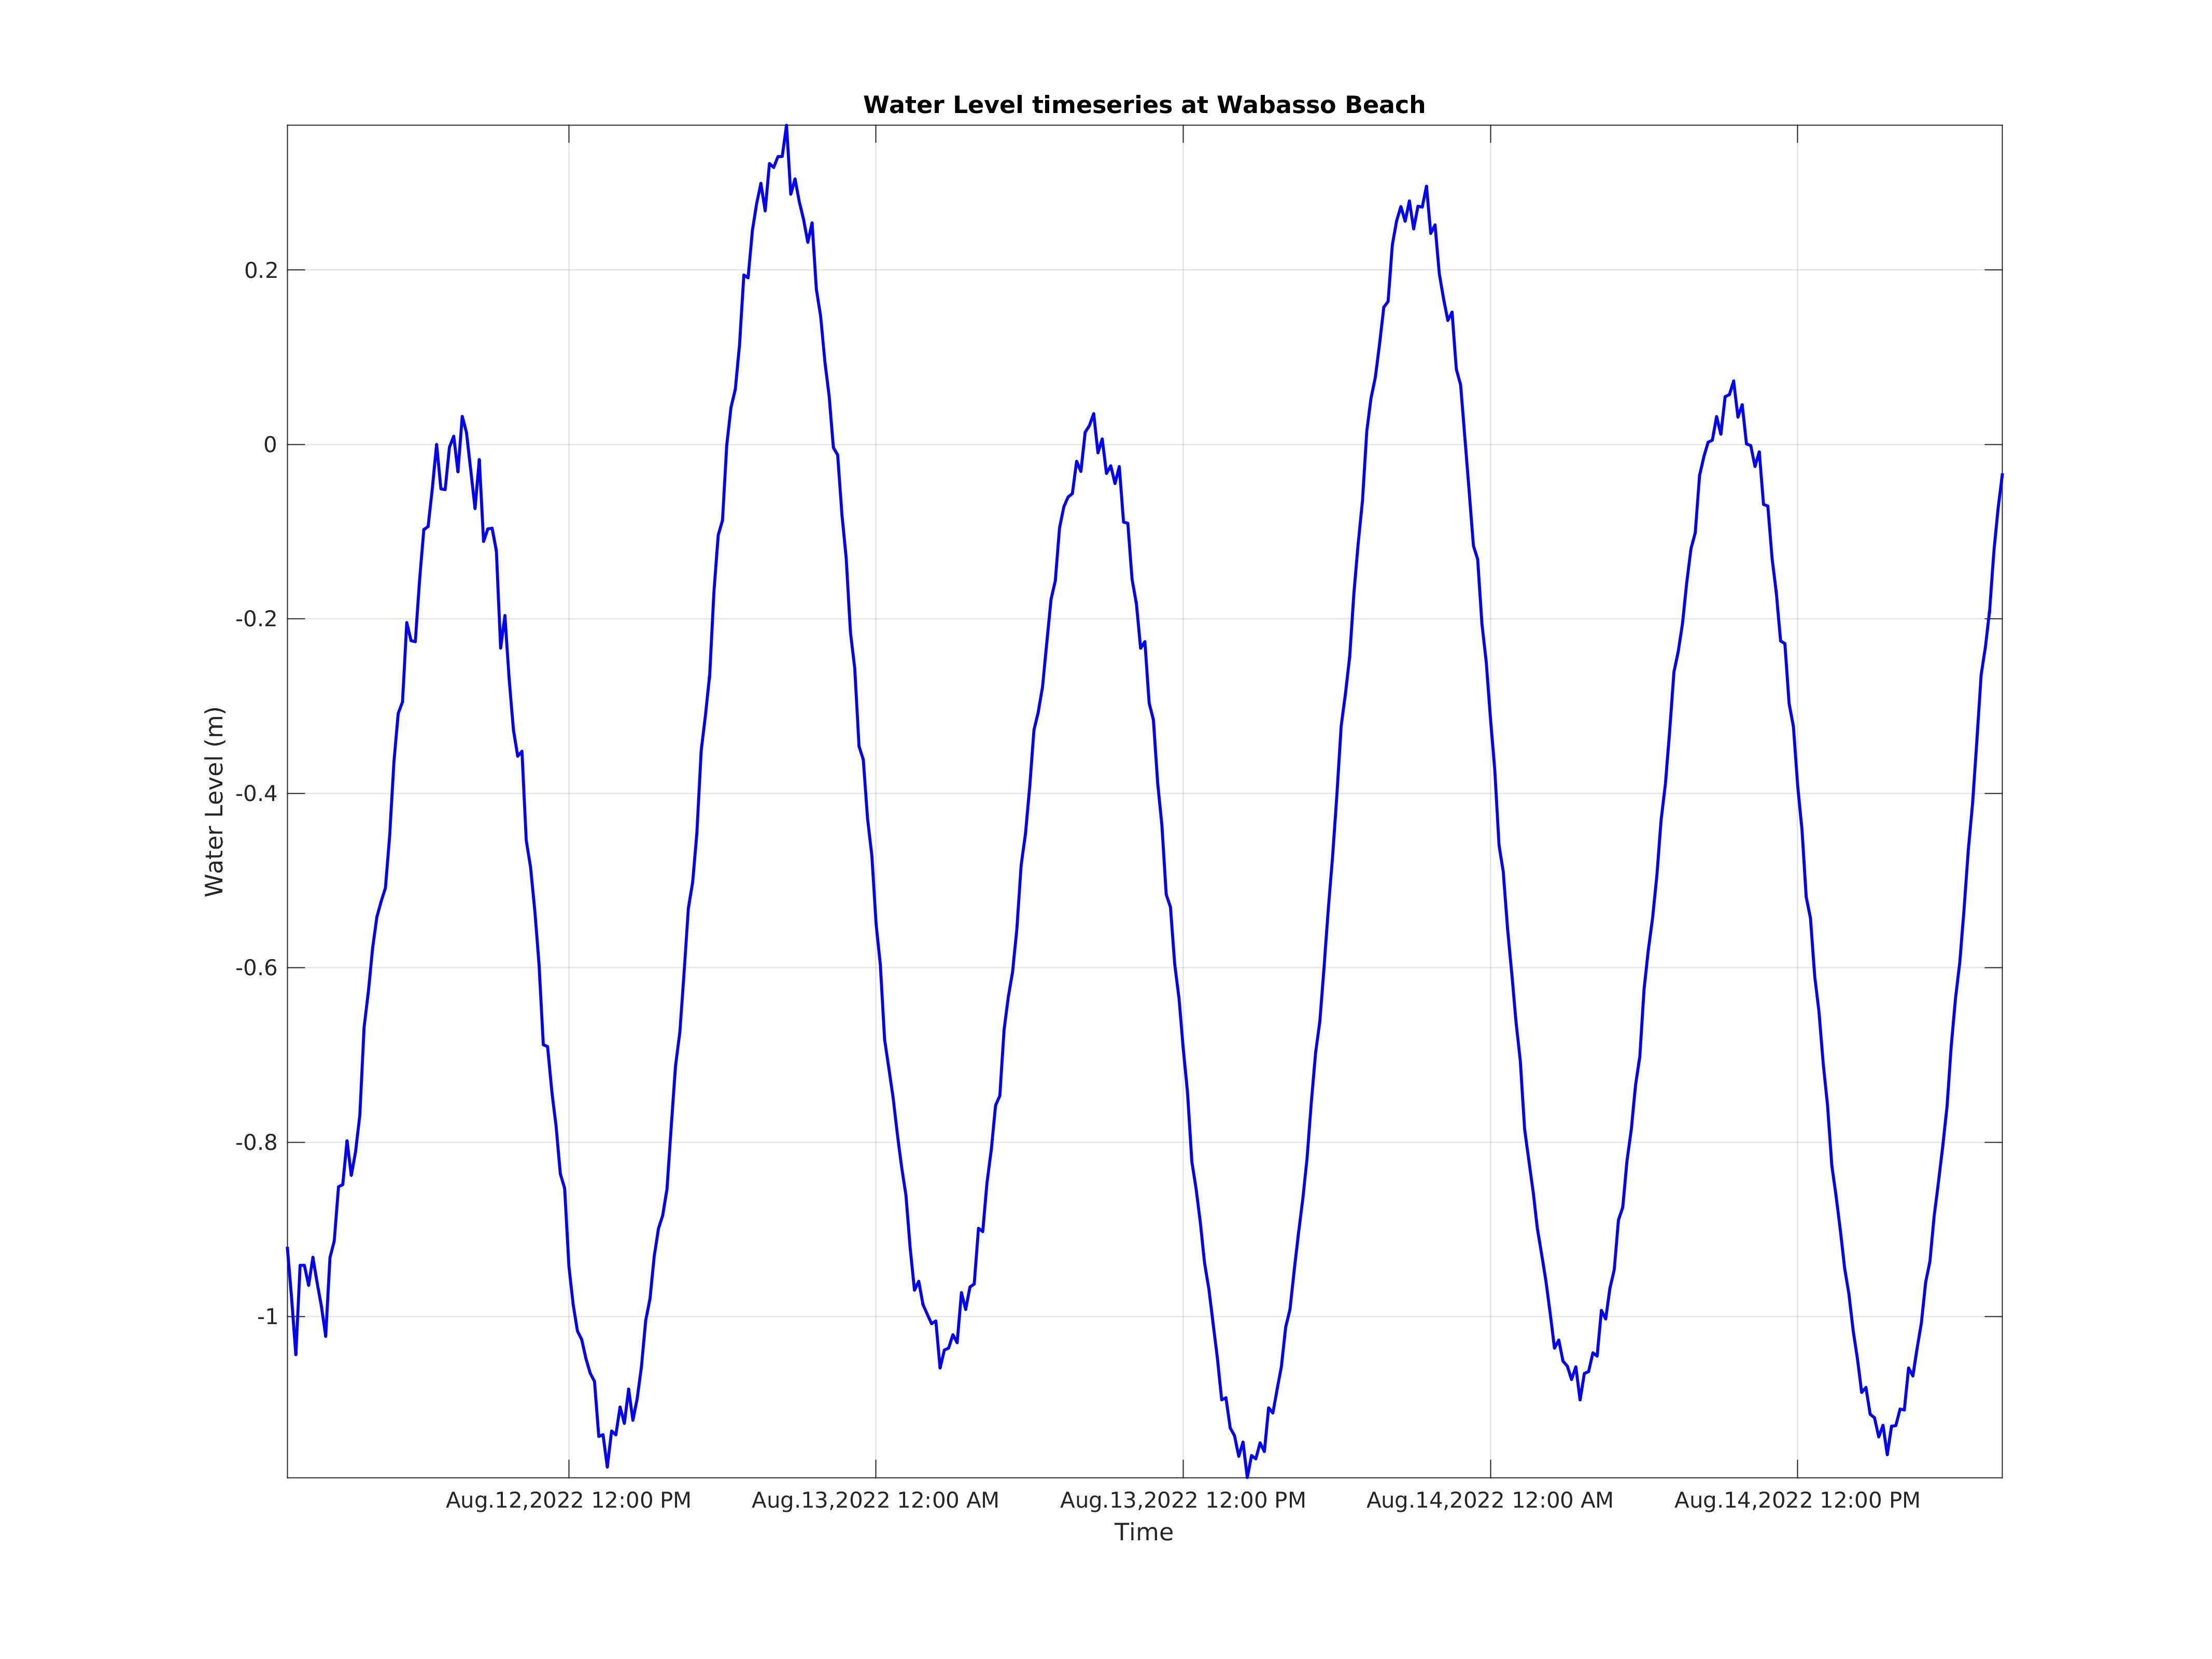 Water Level timeseries at Wabasso Beach
0.2
0
-0.2
-0.4
-0.6
-0.8
-1
Water Level (m)
Aug.12,2022 12:00 PM
Aug.13,2022 12:00 AM
Aug.13,2022 12:00 PM
Aug.14,2022 12:00 AM
Aug.14,2022 12:00 PM
Time